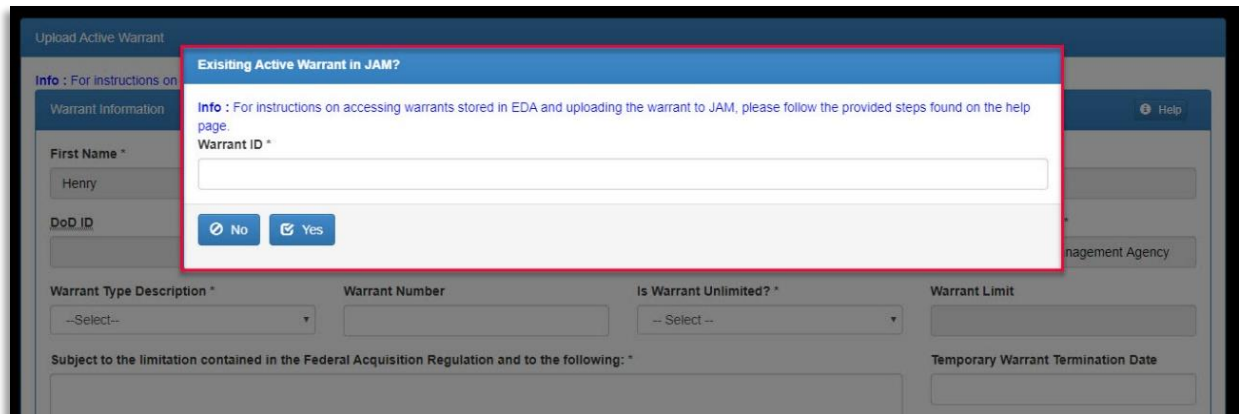 Upload Active Warrant
Exisiting Active Warrant in JAM?
Info : For instructions on
Info : For instructions on accessing warrants stored in EDA and uploading the warrant to JAM, please follow the provided steps found on the help
page.
Warrant Information
Help
Warrant ID *
First Name *
Henry
DoD ID
No
Yes
*
nagement Agency
Warrant Type Description *
Warrant Number
Is Warrant Unlimited? *
Warrant Limit
--Select--
-- Select --
Subject to the limitation contained in the Federal Acquisition Regulation and to the following: *
Temporary Warrant Termination Date